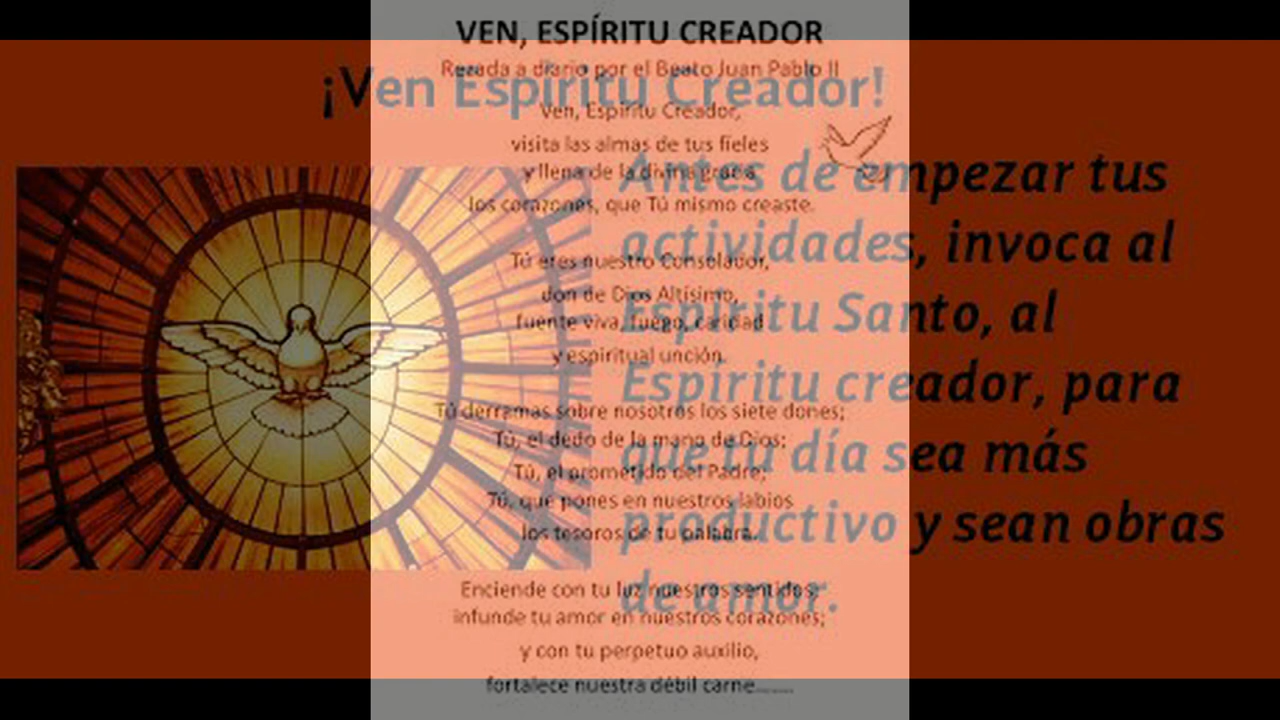 VEN, ESPÍRITU CREADOR
Rezada a diario por el Beato Juan Pablo II
¡Ven Espíritu Creador!
Ven, Espíritu Creador,
visita las almas de tus fieles
y llena de la divina gracia
los corazones, que Tú mismo creaste.
Tú eres nuestro Consolador,
don de Dios Altísimo,
fuente viva, fuego, caridad
y espiritual unción.
Tú derramas sobre nosotros los siete dones;
Tú, el dedo de la mano de Dios;
Tú, el prometido del Padre;
Tú, que pones en nuestros labios
los tesoros de tu palabra.
Enciende con tu luz nuestros sentidos;
infunde tu amor en nuestros corazones;
y con tu perpetuo auxilio,
fortalece nuestra débil carne.......
Antes de empezar tus
actividades, invoca al
Espíritu Santo, al
Espíritu creador, para
que tu día sea más
productivo y sean obras
de amor.